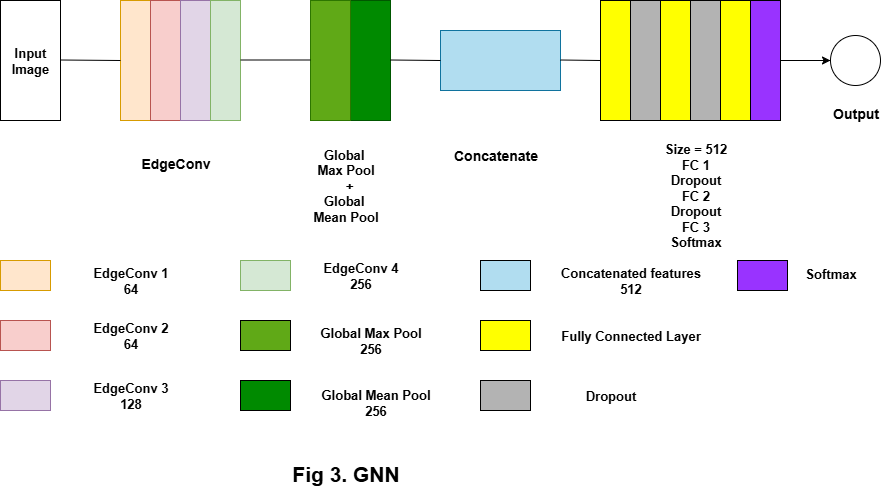 Input
Image
EdgeConv
Global
Max Pool
+
Global
Mean Pool
Concatenate
Size = 512
FC 1
Dropout
FC 2
Dropout
FC 3
Softmax
Output
EdgeConv 1
64
EdgeConv 4
256
Concatenated features
512
Softmax
EdgeConv 2
64
Global Max Pool
256
Fully Connected Layer
EdgeConv 3
128
Global Mean Pool
256
Dropout
Fig 3. GNN